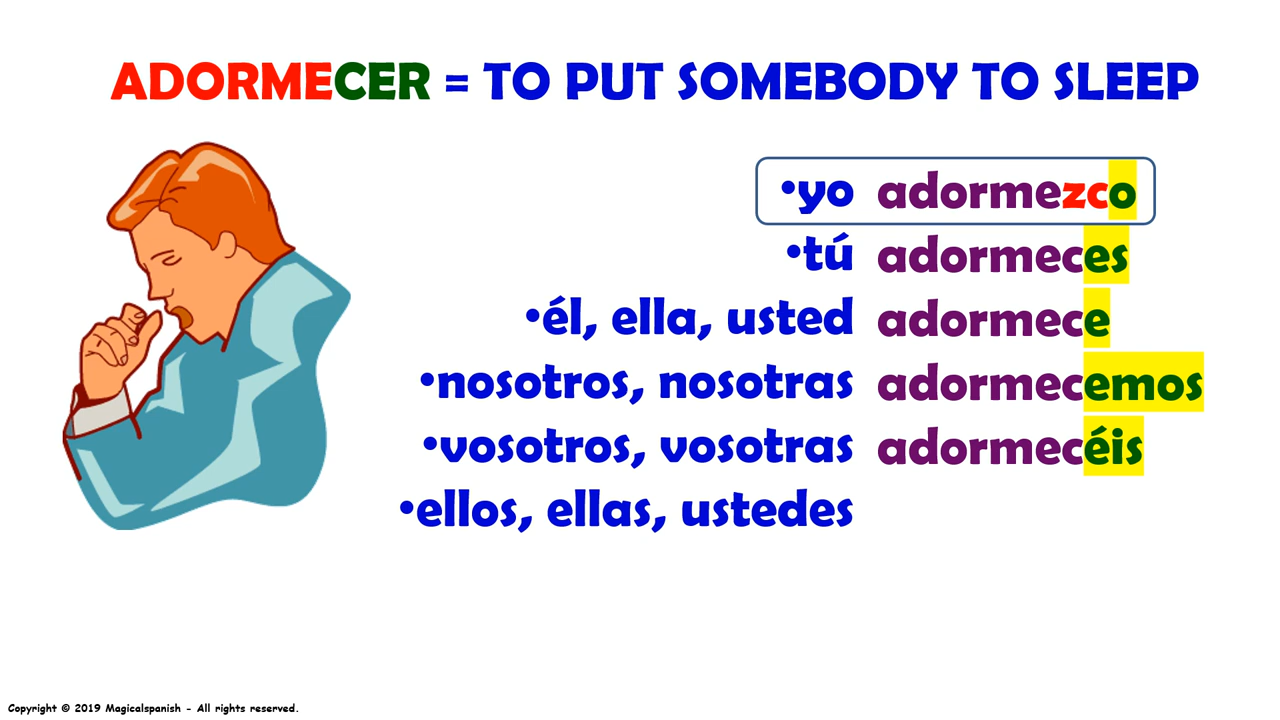 ADORMECER = TO PUT SOMEBODY TO SLEEP
•yo adormezco
•tú adormeces
•él, ella, usted adormece
•nosotros, nosotras adormecemos
•vosotros, vosotras adormecéis
•ellos, ellas, ustedes
Copyright © 2019 Magicalspanish - All rights reserved.